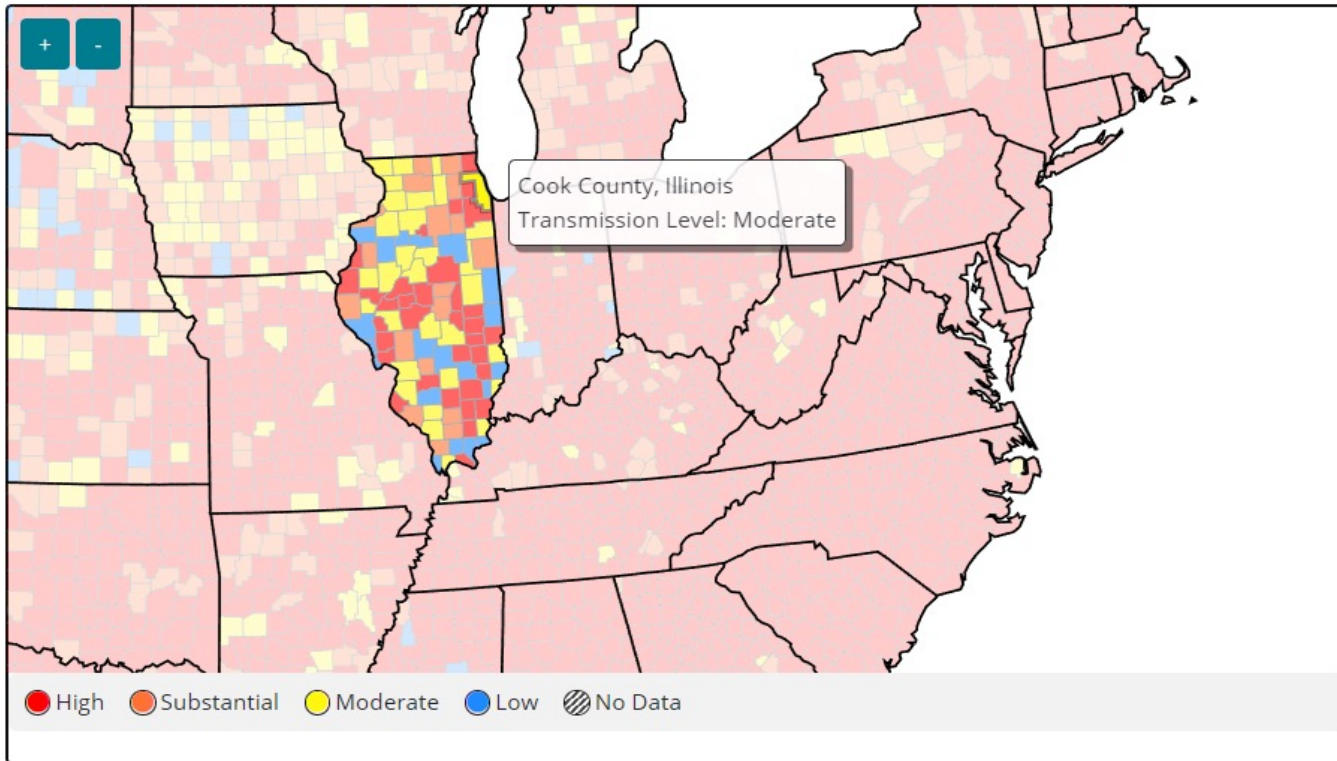 + -
Cook County, Illinois
Transmission Level: Moderate
High Substantial Moderate Low No Data